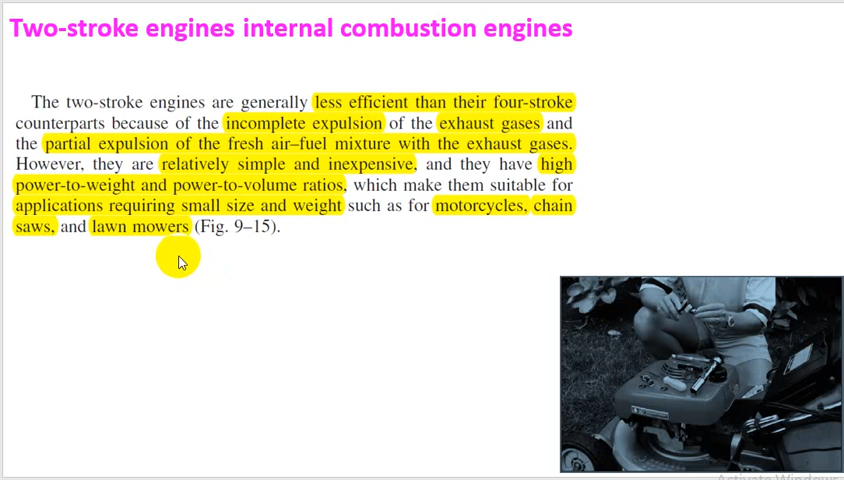 Two-stroke engines internal combustion engines
The two-stroke engines are generally less efficient than their four-stroke
counterparts because of the incomplete expulsion of the exhaust gases and
the partial expulsion of the fresh air–fuel mixture with the exhaust gases.
However, they are relatively simple and inexpensive, and they have high
power-to-weight and power-to-volume ratios, which make them suitable for
applications requiring small size and weight such as for motorcycles, chain
saws, and lawn mowers (Fig. 9–15).
Activate Windows